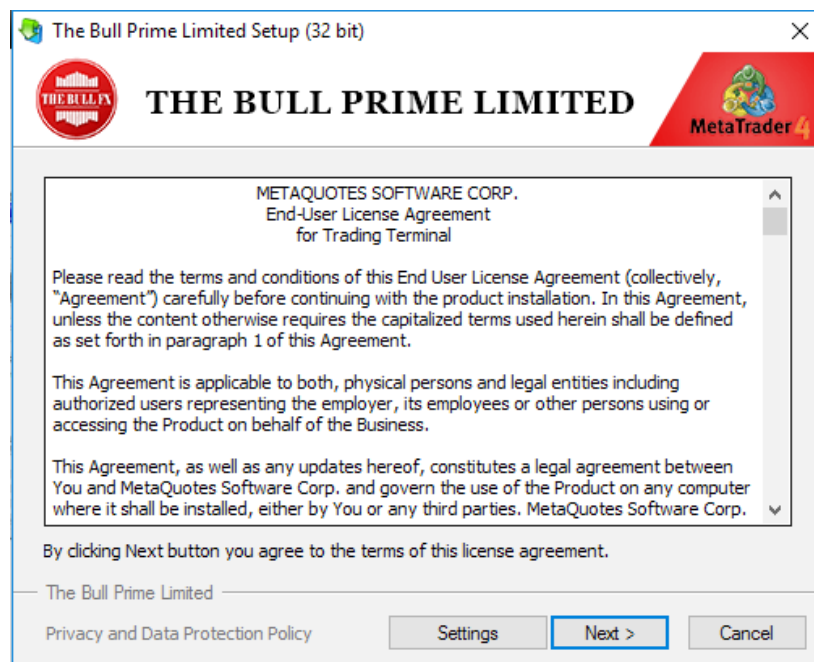 The Bull Prime Limited Setup (32 bit)
THE BULL FX
THE BULL PRIME LIMITED
MetaTrader 4
METAQUOTES SOFTWARE CORP.
End-User License Agreement
for Trading Terminal
Please read the terms and conditions of this End User License Agreement (collectively,
“Agreement”) carefully before continuing with the product installation. In this Agreement,
unless the content otherwise requires the capitalized terms used herein shall be defined
as set forth in paragraph 1 of this Agreement.
This Agreement is applicable to both, physical persons and legal entities including
authorized users representing the employer, its employees or other persons using or
accessing the Product on behalf of the Business.
This Agreement, as well as any updates hereof, constitutes a legal agreement between
You and MetaQuotes Software Corp. and govern the use of the Product on any computer
where it shall be installed, either by You or any third parties. MetaQuotes Software Corp.
By clicking Next button you agree to the terms of this license agreement.
The Bull Prime Limited
Privacy and Data Protection Policy
Settings
Next >
Cancel